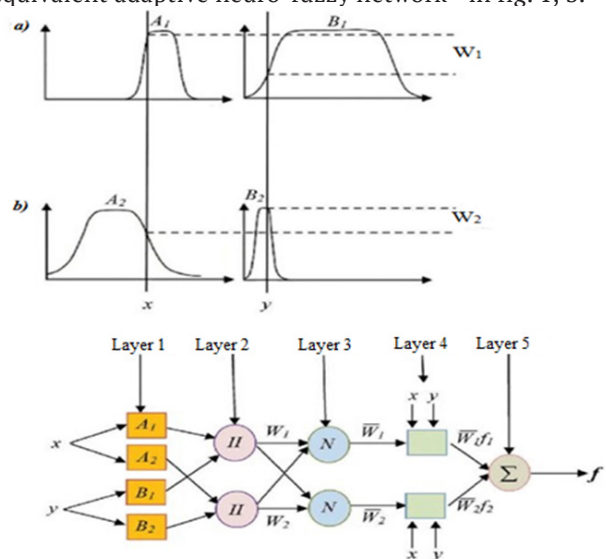 equivalent adaptive neuro-fuzzy network in fig. 1, b.
a) A₁ B₁
W₁
b) A₂ B₂
W₂
x y
Layer 1 Layer 2 Layer 3 Layer 4 Layer 5
x y
A₁ W₁ W̅₁ W̅₁f₁
x A₂ Π N
B₁ Σ f
y B₂ Π N
W₂ W̅₂ W̅₂f₂
x y